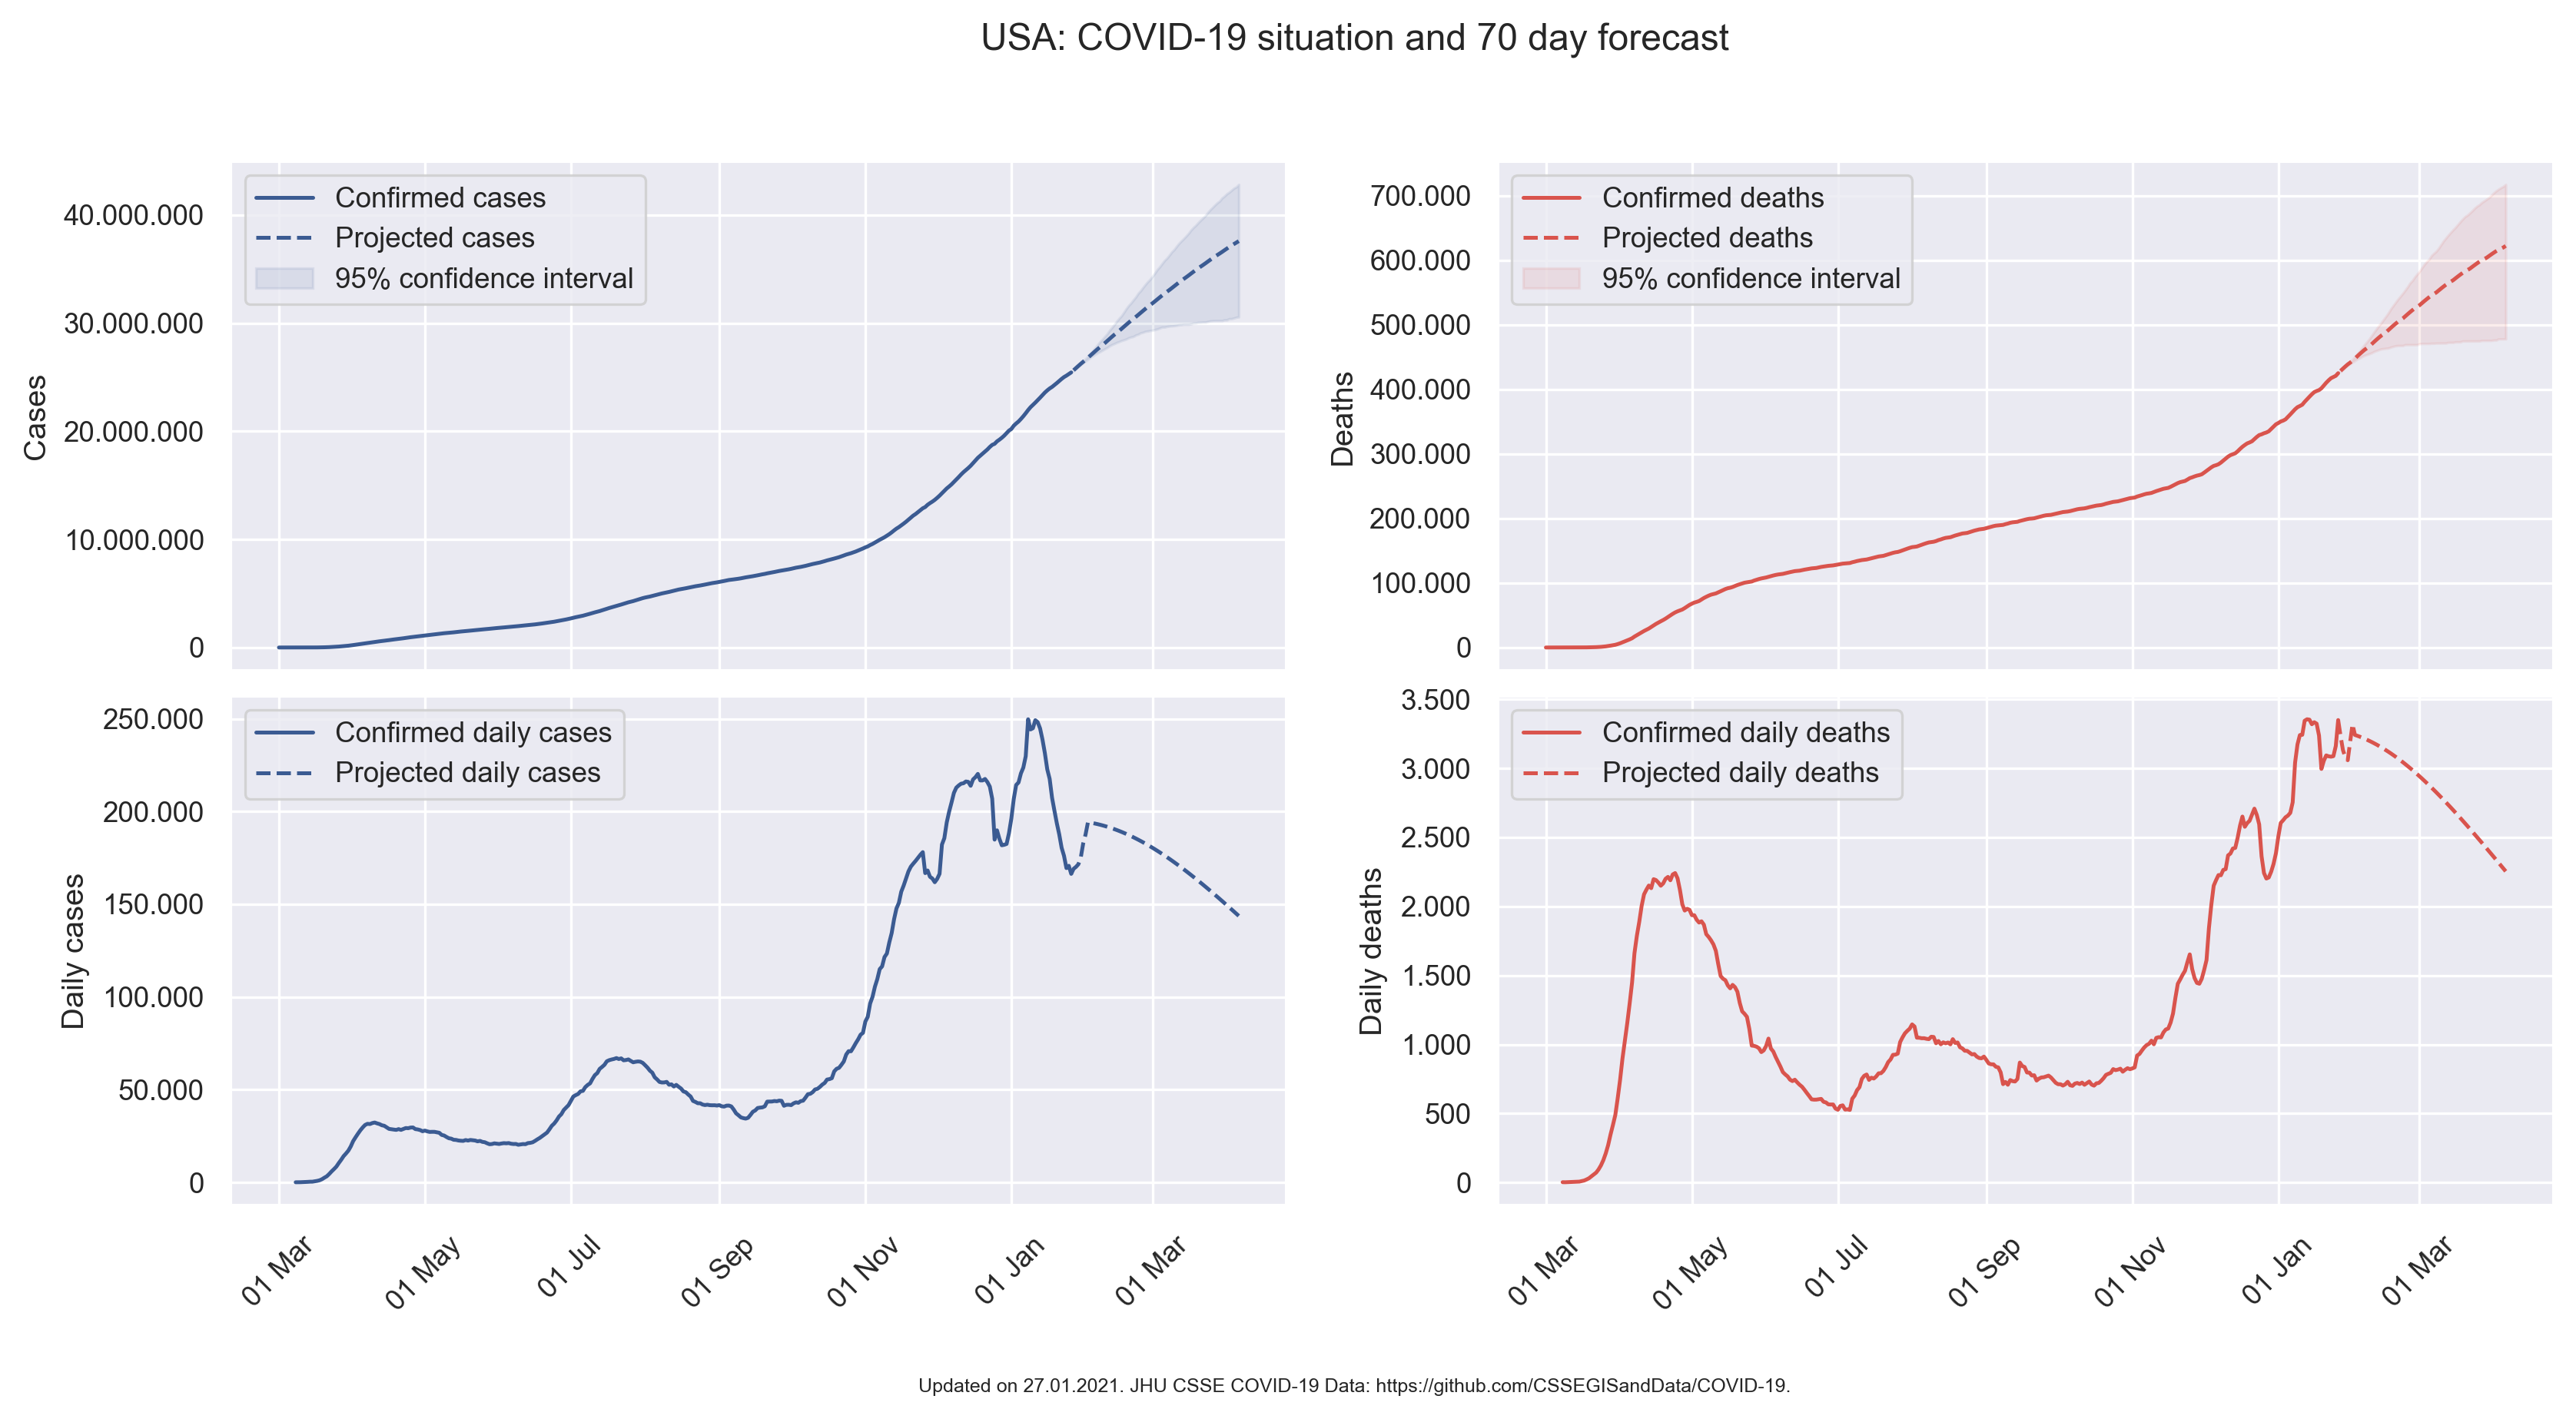 USA: COVID-19 situation and 70 day forecast
Confirmed cases
Projected cases
95% confidence interval
40.000.000
30.000.000
20.000.000
10.000.000
0
Cases
Confirmed deaths
Projected deaths
95% confidence interval
700.000
600.000
500.000
400.000
300.000
200.000
100.000
0
Deaths
Confirmed daily cases
Projected daily cases
250.000
200.000
150.000
100.000
50.000
0
Daily cases
01 Mar
01 May
01 Jul
01 Sep
01 Nov
01 Jan
01 Mar
Confirmed daily deaths
Projected daily deaths
3.500
3.000
2.500
2.000
1.500
1.000
500
0
Daily deaths
01 Mar
01 May
01 Jul
01 Sep
01 Nov
01 Jan
01 Mar
Updated on 27.01.2021. JHU CSSE COVID-19 Data: https://github.com/CSSEGISandData/COVID-19.